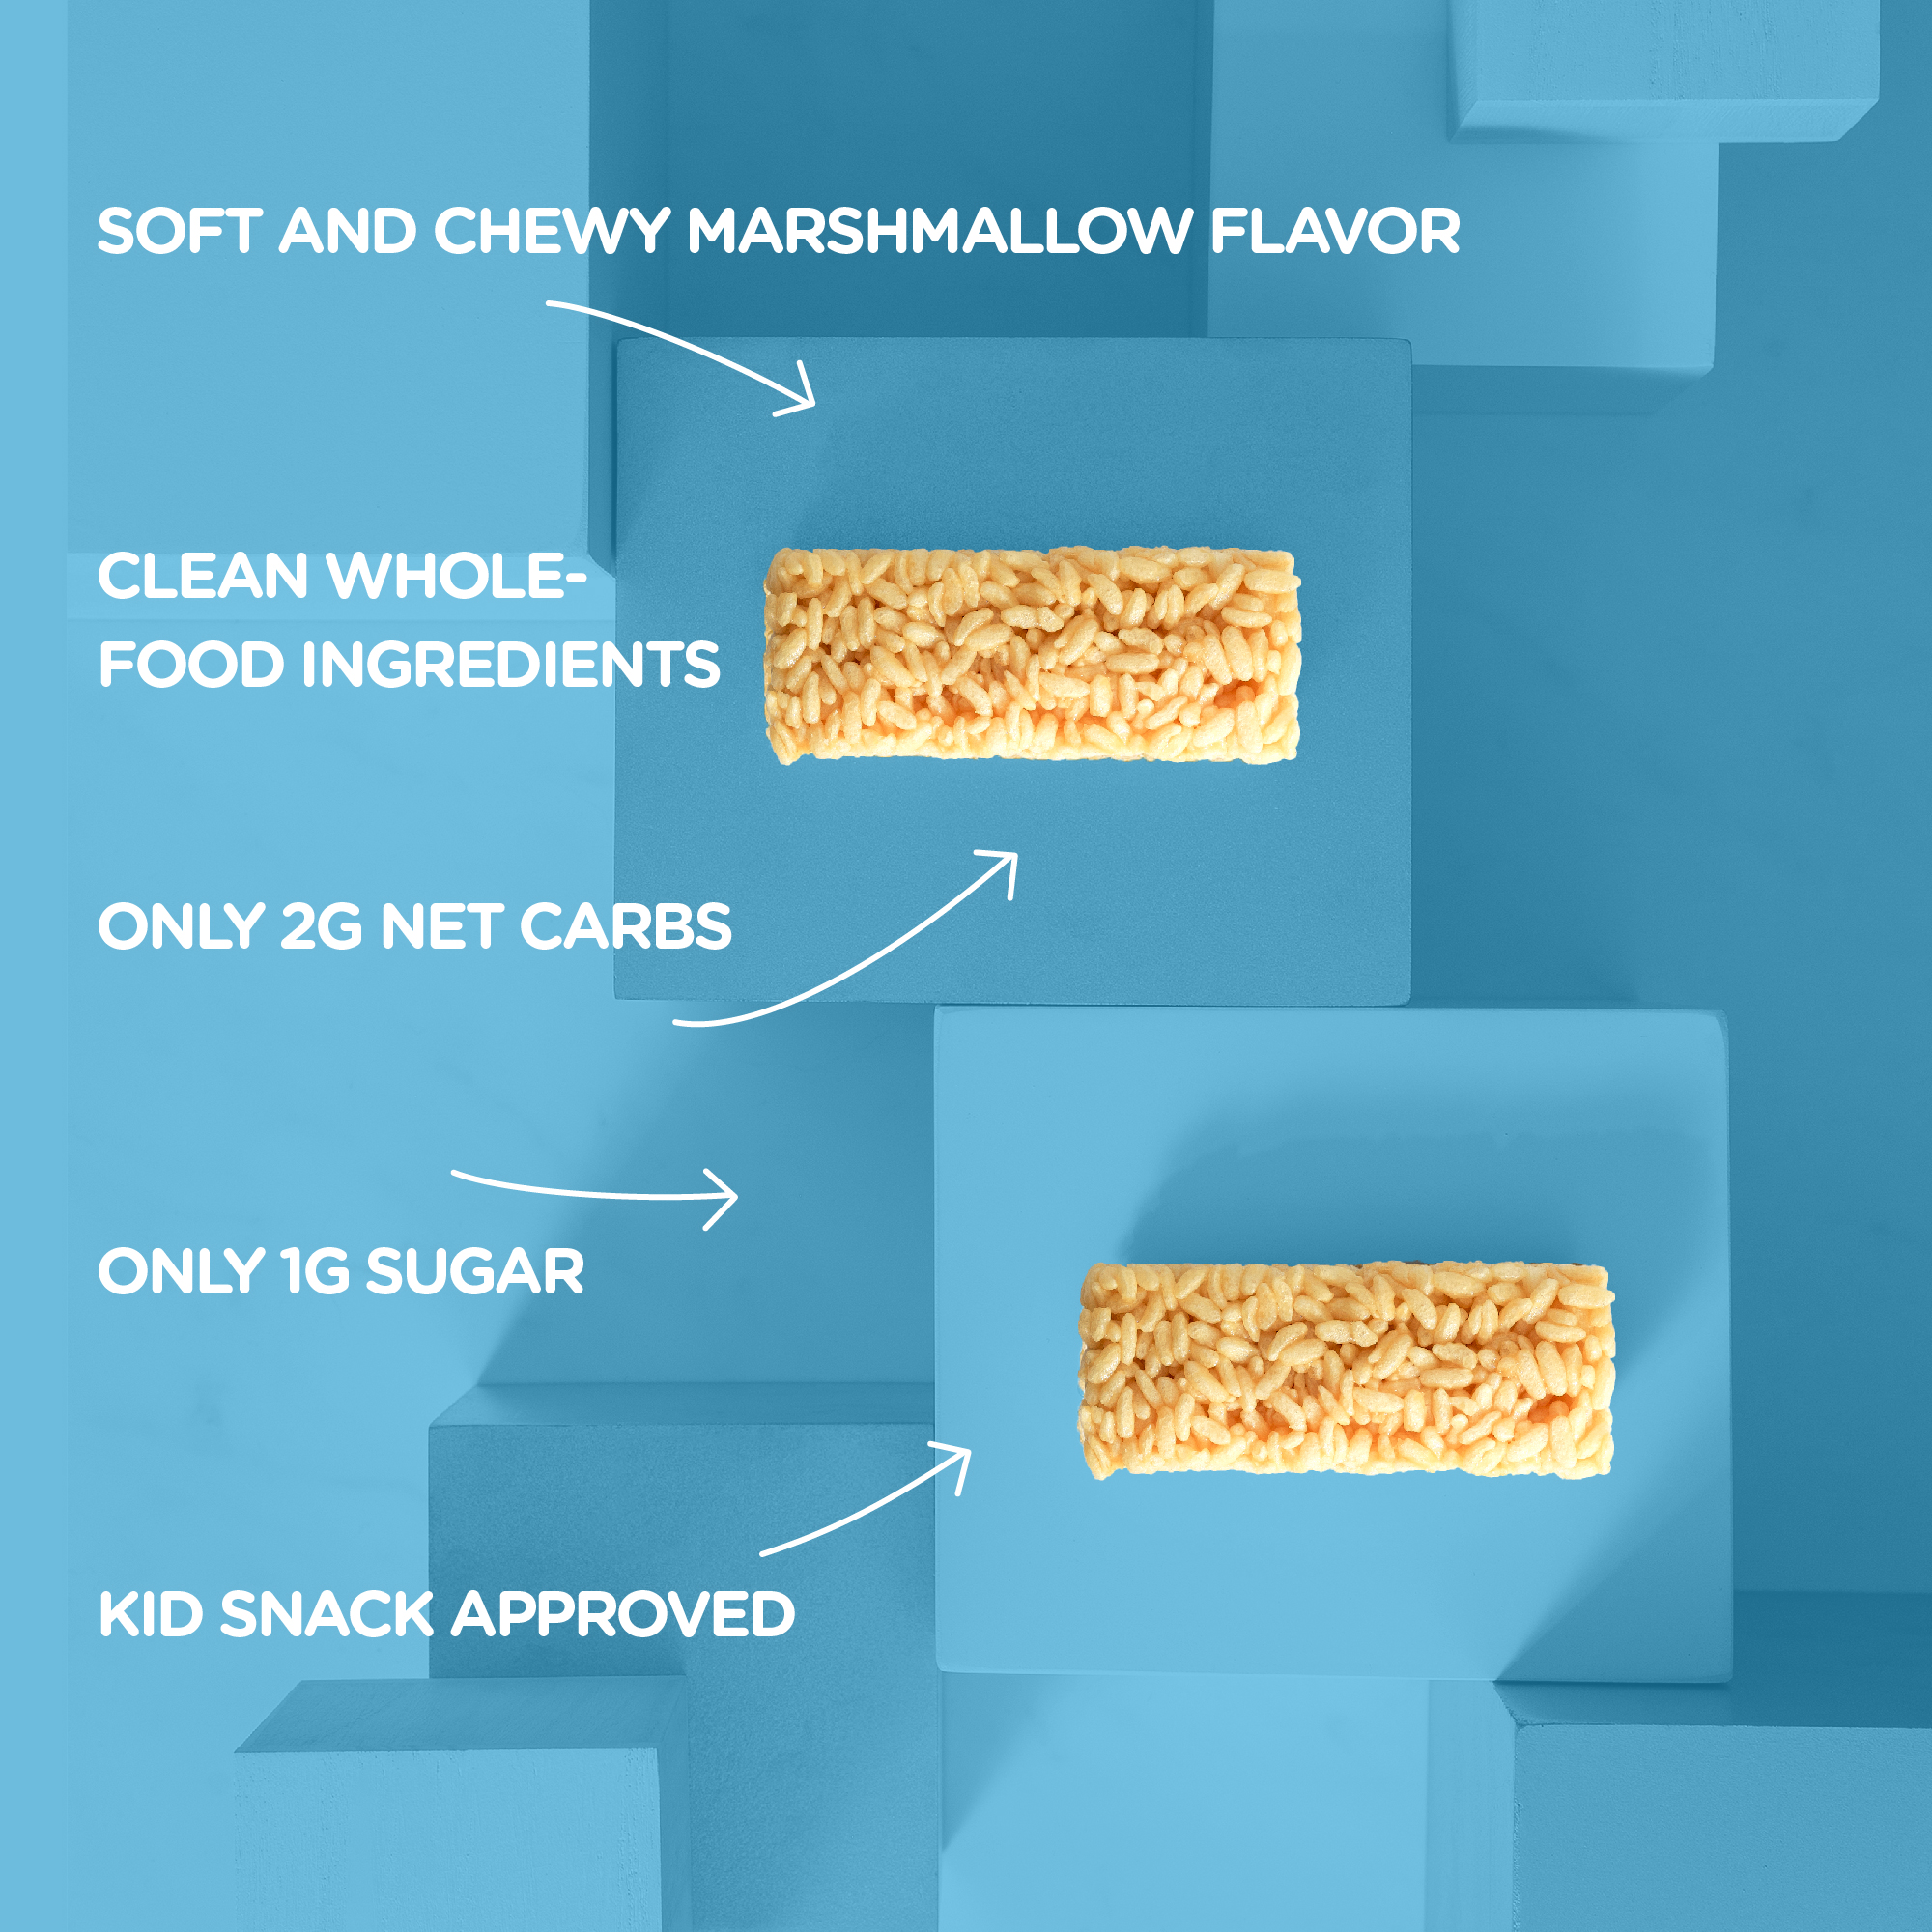 SOFT AND CHEWY MARSHMALLOW FLAVOR
CLEAN WHOLE-
FOOD INGREDIENTS
ONLY 2G NET CARBS
ONLY 1G SUGAR
KID SNACK APPROVED